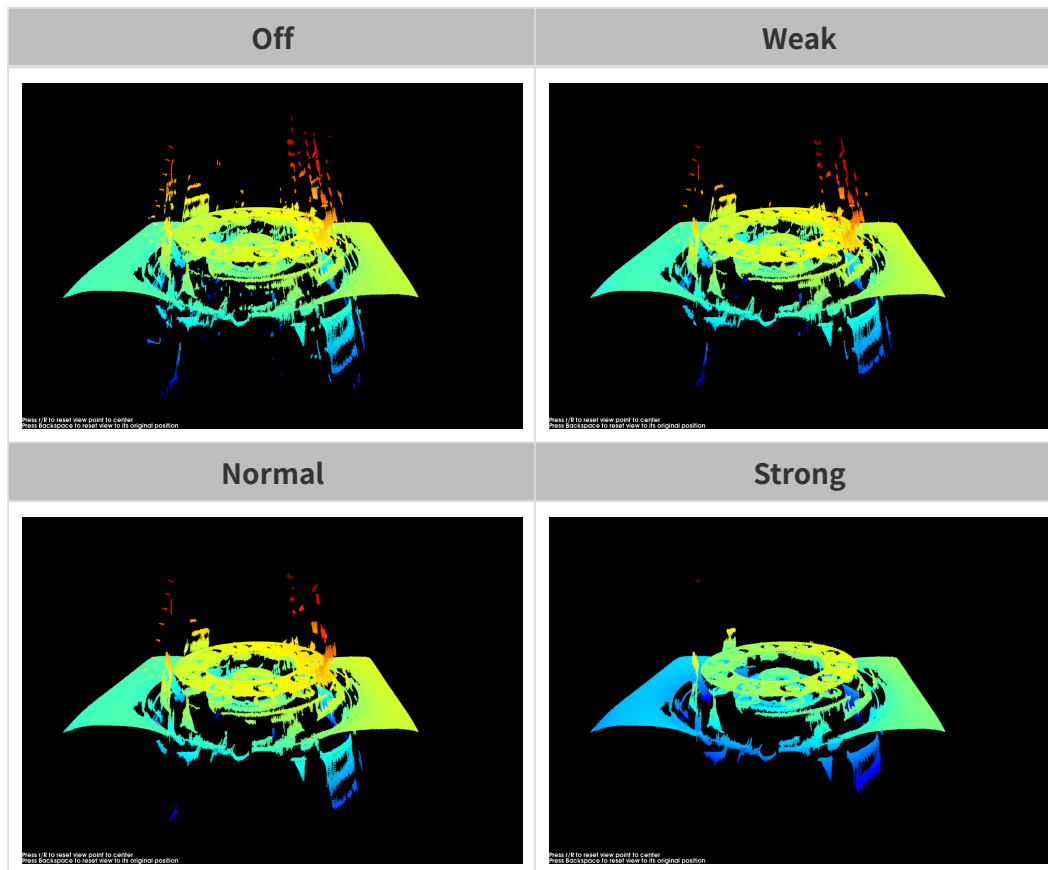 Off
Weak
Press r/R to reset view point to center
Press Backspace to reset view to its original position
Press r/R to reset view point to center
Press Backspace to reset view to its original position
Normal
Strong
Press r/R to reset view point to center
Press Backspace to reset view to its original position
Press r/R to reset view point to center
Press Backspace to reset view to its original position